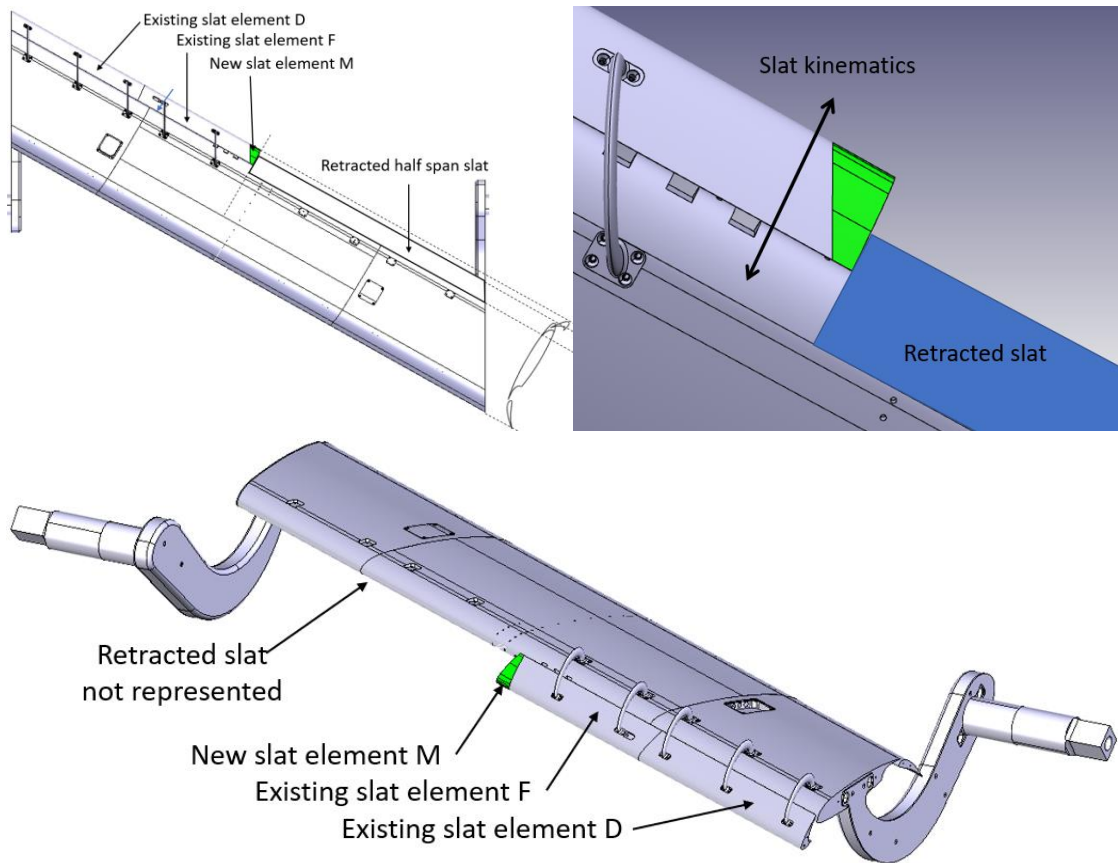 Existing slat element D
Existing slat element F
New slat element M
Retracted half span slat
Slat kinematics
Retracted slat
Retracted slat
not represented
New slat element M
Existing slat element F
Existing slat element D